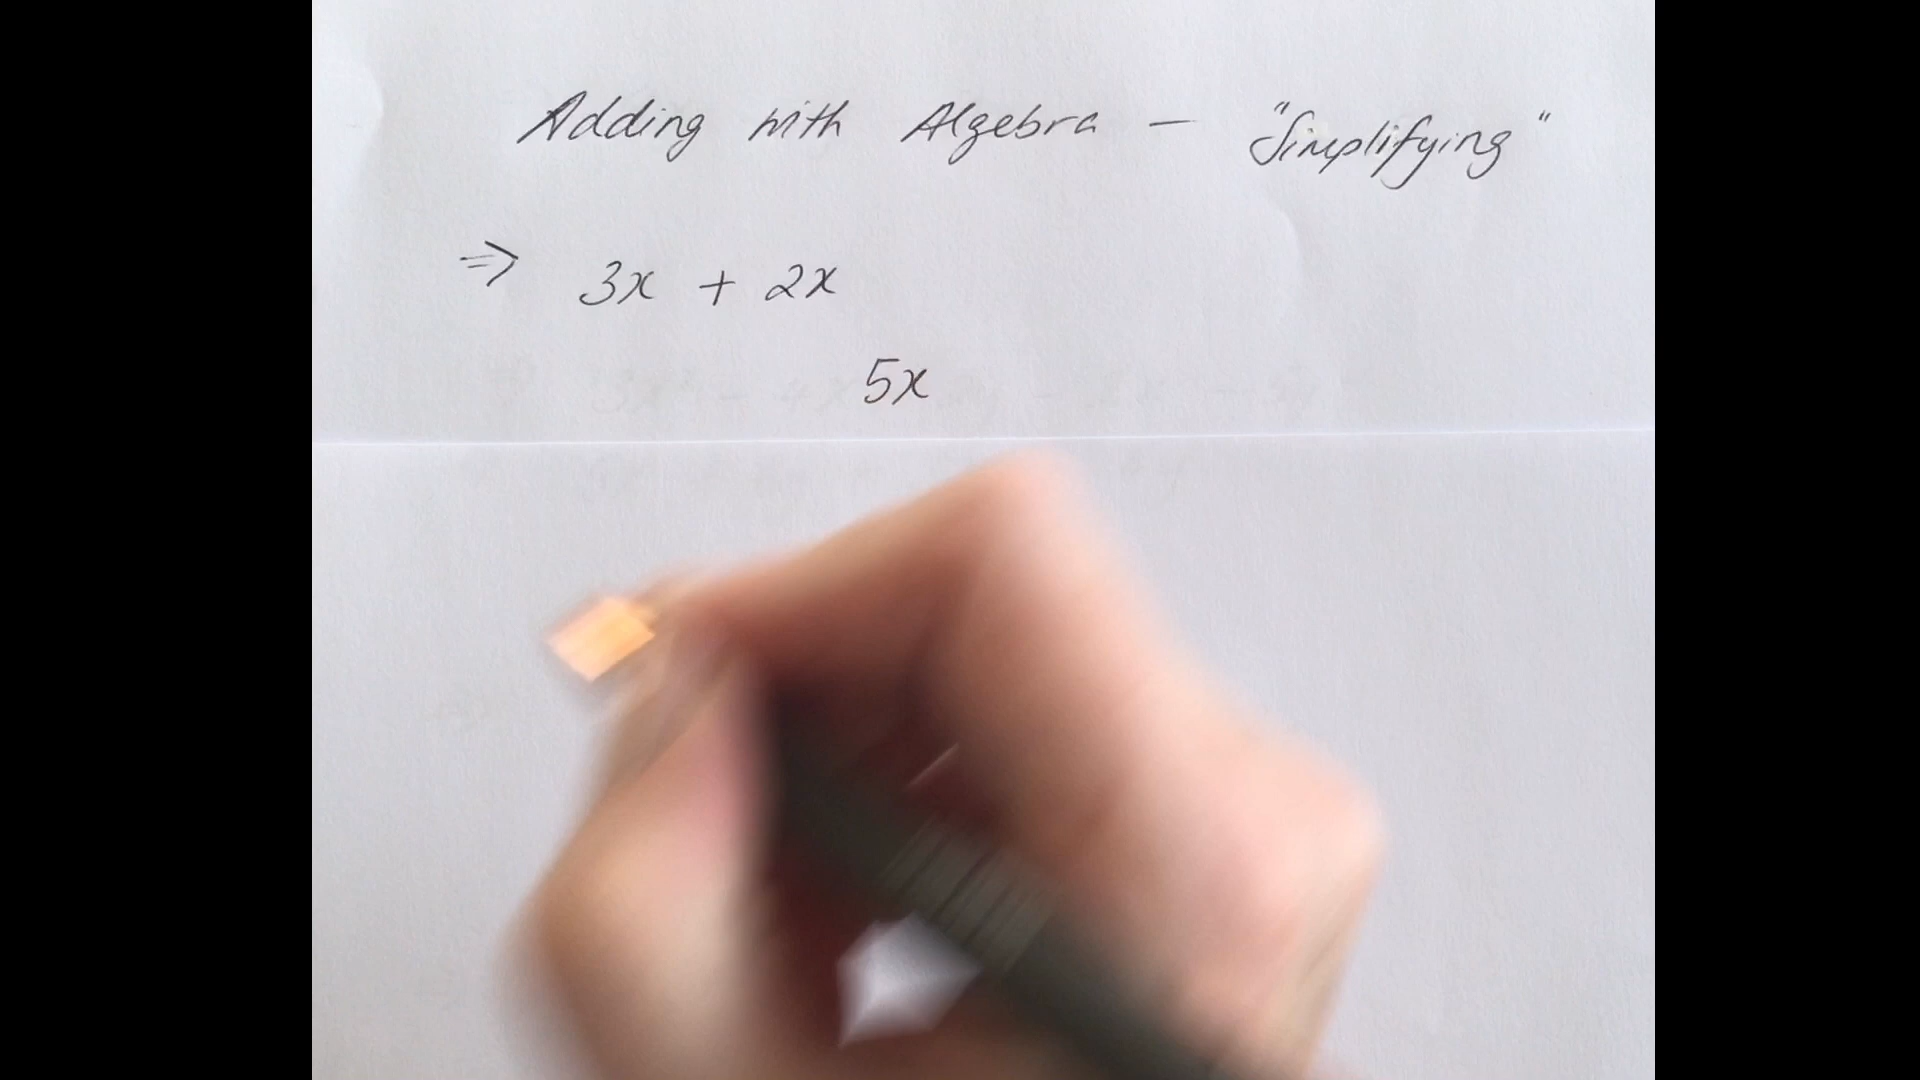 Adding with Algebra - "Simplifying"
⇒ 3x + 2x
5x